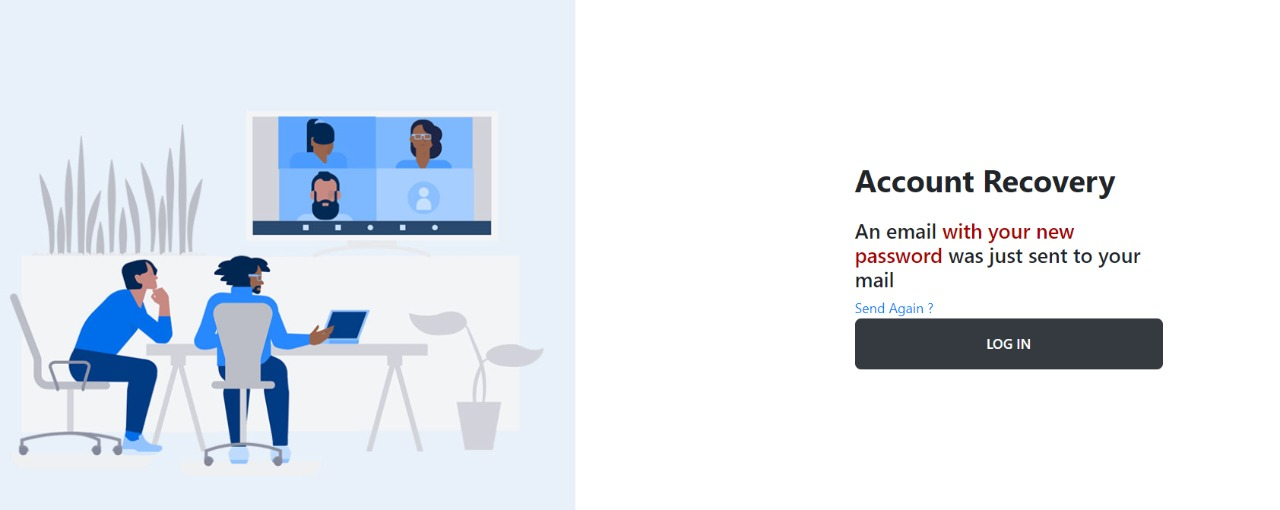 Account Recovery
An email with your new
password was just sent to your
mail
Send Again ?
LOG IN